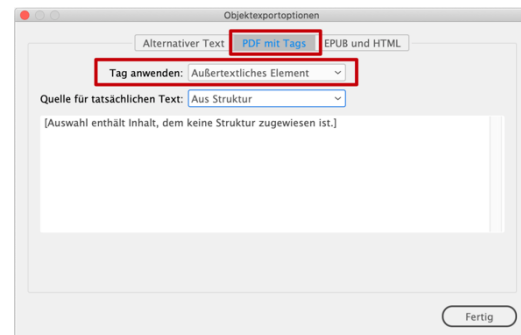 Objektexportoptionen
Alternativer Text PDF mit Tags EPUB und HTML
Tag anwenden: Außertextliches Element
Quelle für tatsächlichen Text: Aus Struktur
[Auswahl enthält Inhalt, dem keine Struktur zugewiesen ist.]
Fertig